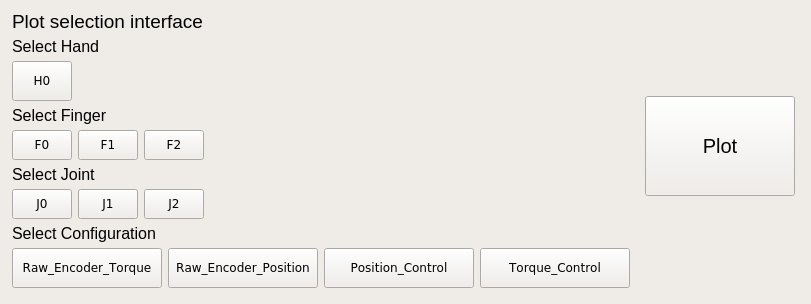 Plot selection interface
Select Hand
H0
Select Finger
F0 F1 F2
Select Joint
J0 J1 J2
Select Configuration
Raw_Encoder_Torque Raw_Encoder_Position Position_Control Torque_Control
Plot